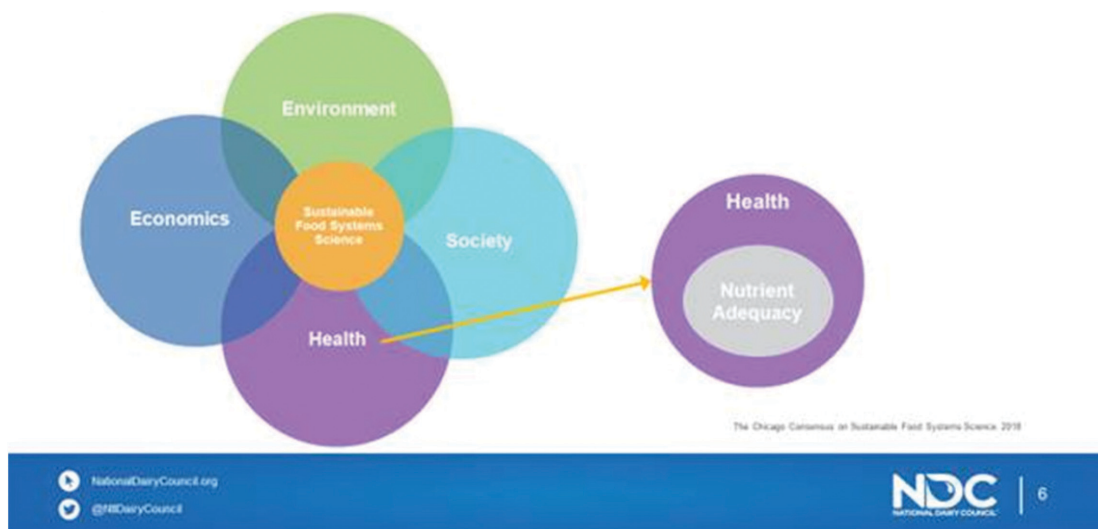 Environment
Economics
Sustainable
Food Systems
Science
Society
Health
Health
Nutrient
Adequacy
The Chicago Consensus on Sustainable Food Systems Science. 2018
NationalDairyCouncil.org
@NtlDairyCouncil
NDC
NATIONAL DAIRY COUNCIL
6